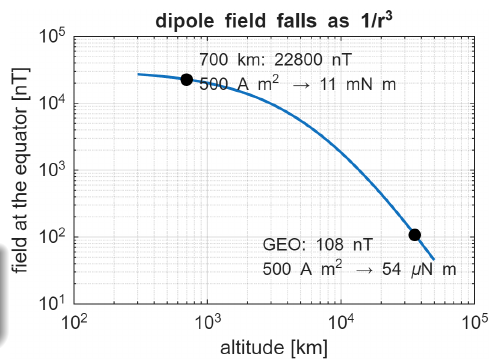 dipole field falls as 1/r³
field at the equator [nT]
10⁵
10⁴
10³
10²
10¹
700 km: 22800 nT
500 A m² → 11 mN m
GEO: 108 nT
500 A m² → 54 μN m
10² 10³ 10⁴ 10⁵
altitude [km]